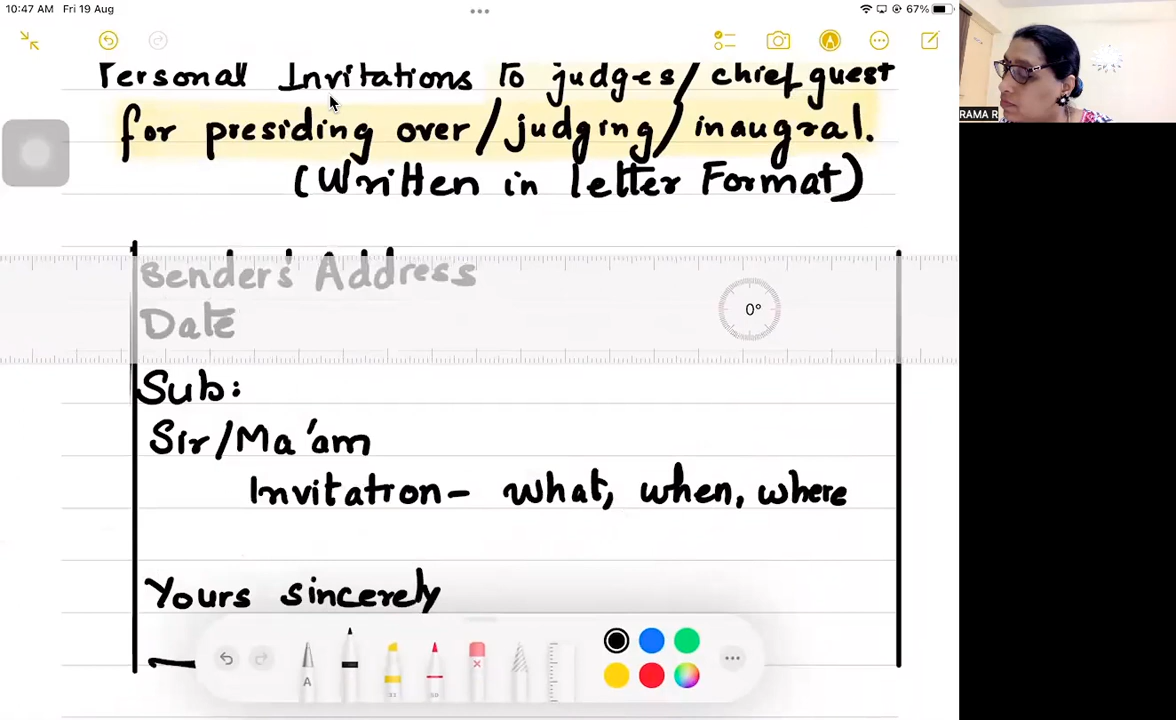 10:47 AM Fri 19 Aug 67%
Personal Invitations to judges/chief guest
for presiding over/judging/inaugral.
(Written in letter Format)
RAMA R
Sender's Address
0°
Date
Sub:
Sir/Ma'am
Invitation- what, when, where
Yours sincerely
A